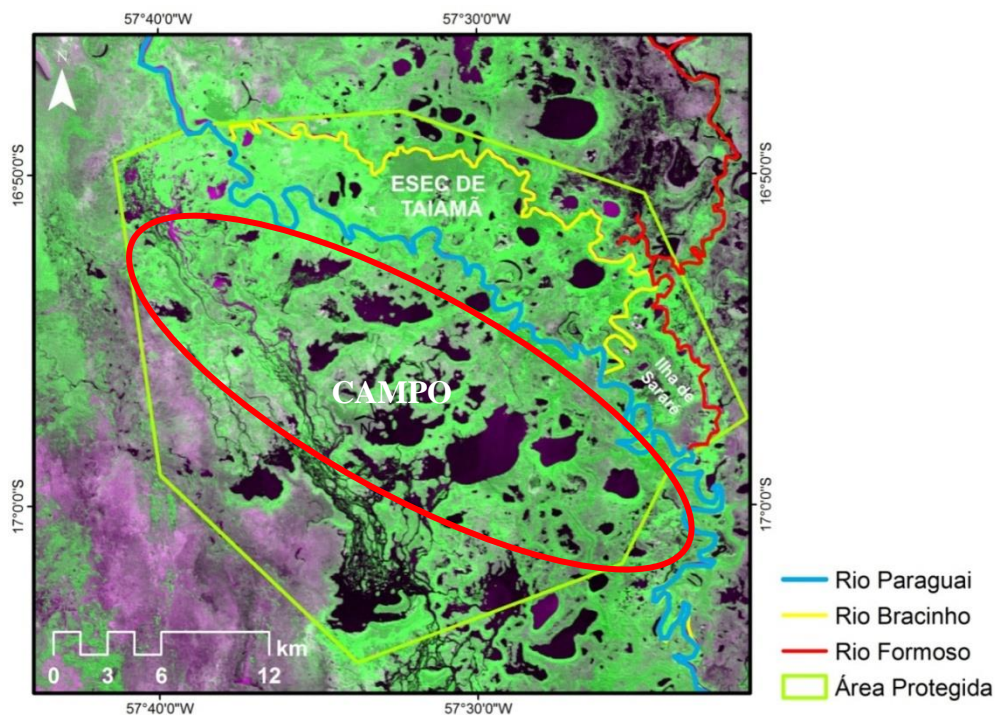 57°40'0"W 57°30'0"W
N
16°50'0"S 16°50'0"S
ESEC DE
TAIAMÃ
Ilha de
Sararé
CAMPO
17°0'0"S 17°0'0"S
km
0 3 6 12
57°40'0"W 57°30'0"W
Rio Paraguai
Rio Bracinho
Rio Formoso
Área Protegida